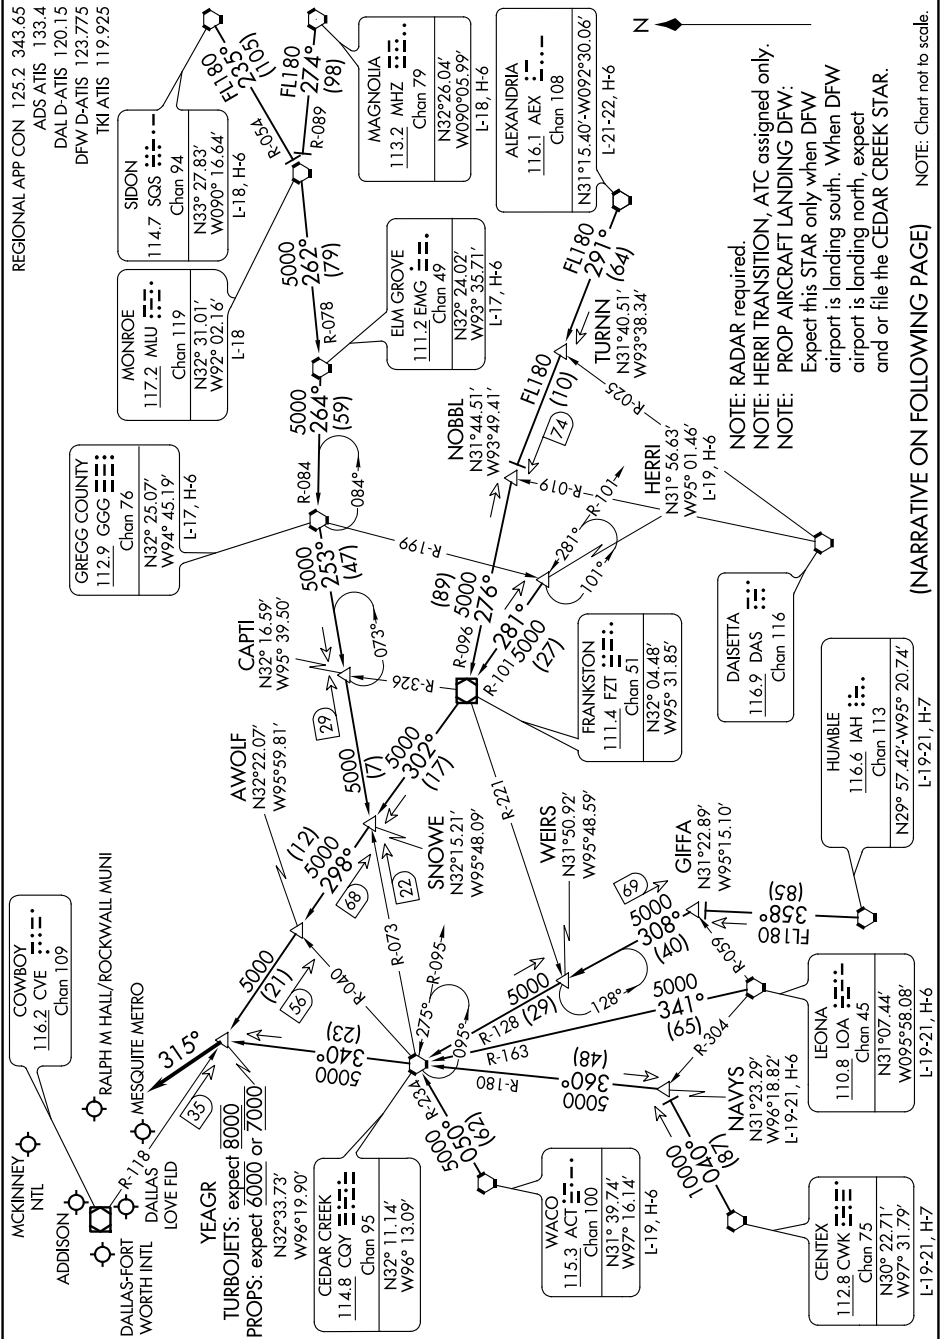 REGIONAL APP CON 125.2 343.65
ADS ATIS 133.4
DAL D-ATIS 120.15
DFW D-ATIS 123.775
TKI ATIS 119.925
SIDON
114.7 SQS
Chan 94
N33° 27.83′
W090° 16.64′
L-18, H-6
FL180
235°
(105)
R-054
FL180
274°
(98)
R-089
MAGNOLIA
113.2 MHZ
Chan 79
N32°26.04′
W090°05.99′
L-18, H-6
ALEXANDRIA
116.1 AEX
Chan 108
N31°15.40′-W092°30.06′
L-21-22, H-6
N
MONROE
117.2 MLU
Chan 119
N32° 31.01′
W92° 02.16′
L-18
5000
262°
(79)
R-078
ELM GROVE
111.2 EMG
Chan 49
N32° 24.02′
W93° 35.71′
L-17, H-6
FL180
291°
(64)
TURNN
N31°40.51′
W93°38.34′
GREGG COUNTY
112.9 GGG
Chan 76
N32° 25.07′
W94° 45.19′
L-17, H-6
5000
264°
(59)
R-084
084°
NOBBL
N31°44.51′
W93°49.41′
FL180
(10)
74
R-025
R-019
NOTE: RADAR required.
NOTE: HERRI TRANSITION, ATC assigned only.
NOTE: PROP AIRCRAFT LANDING DFW:
Expect this STAR only when DFW
airport is landing south. When DFW
airport is landing north, expect
and or file the CEDAR CREEK STAR.
NOTE: Chart not to scale.
5000
253°
(47)
R-199
(89)
5000
276°
R-096
HERRI
N31° 56.63′
W95° 01.46′
L-19, H-6
R-101
281°
101°
281°
5000
(27)
R-101
CAPTI
N32° 16.59′
W95° 39.50′
073°
29
R-326
FRANKSTON
111.4 FZT
Chan 51
N32° 04.48′
W95° 31.85′
DAISETTA
116.9 DAS
Chan 116
AWOLF
N32°22.07′
W95°59.81′
5000
(7)
5000
302°
(17)
SNOWE
N32°15.21′
W95°48.09′
22
R-221
WEIRS
N31°50.92′
W95°48.59′
GIFFA
N31°22.89′
W95°15.10′
HUMBLE
116.6 IAH
Chan 113
N29° 57.42′-W95° 20.74′
L-19-21, H-7
COWBOY
116.2 CVE
Chan 109
RALPH M HALL/ROCKWALL MUNI
MESQUITE METRO
MCKINNEY
NTL
ADDISON
DALLAS-FORT
WORTH INTL
DALLAS
LOVE FLD
R-118
35
315°
(12)
5000
298°
68
5000
(21)
56
R-040
R-073
R-095
YEAGR
TURBOJETS: expect 8000
PROPS: expect 6000 or 7000
N32°33.73′
W96°19.90′
5000
340°
(23)
275°
095°
5000
(29)
R-128
128°
5000
308°
(40)
69
FL180
358°
(85)
R-059
CEDAR CREEK
114.8 CQY
Chan 95
N32° 11.14′
W96° 13.09′
R-163
5000
341°
(65)
R-180
5000
360°
(48)
R-304
5000
R-234
050°
(62)
WACO
115.3 ACT
Chan 100
N31° 39.74′
W97° 16.14′
L-19, H-6
NAVYS
N31°23.29′
W96°18.82′
L-19-21, H-6
LEONA
110.8 LOA
Chan 45
N31°07.44′
W095°58.08′
L-19-21, H-6
10000
040°
(87)
CENTEX
112.8 CWK
Chan 75
N30° 22.71′
W97° 31.79′
L-19-21, H-7
(NARRATIVE ON FOLLOWING PAGE)